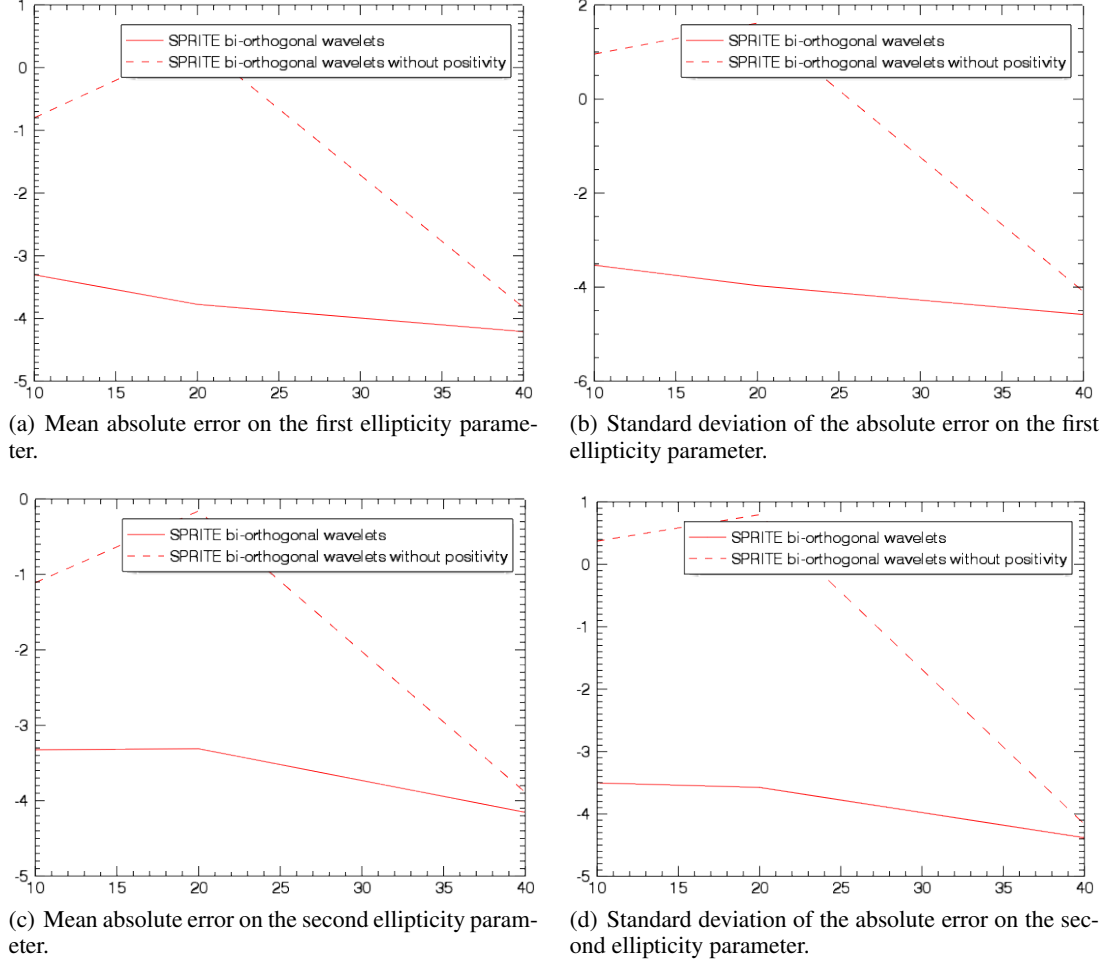 1
0
-1
-2
-3
-4
-5
SPRITE bi-orthogonal wavelets
SPRITE bi-orthogonal wavelets without positivity
10 15 20 25 30 35 40
(a) Mean absolute error on the first ellipticity parame-
ter.
2
0
-2
-4
-6
SPRITE bi-orthogonal wavelets
SPRITE bi-orthogonal wavelets without positivity
10 15 20 25 30 35 40
(b) Standard deviation of the absolute error on the first
ellipticity parameter.
0
-1
-2
-3
-4
-5
SPRITE bi-orthogonal wavelets
SPRITE bi-orthogonal wavelets without positivity
10 15 20 25 30 35 40
(c) Mean absolute error on the second ellipticity param-
eter.
1
0
-1
-2
-3
-4
-5
SPRITE bi-orthogonal wavelets
SPRITE bi-orthogonal wavelets without positivity
10 15 20 25 30 35 40
(d) Standard deviation of the absolute error on the sec-
ond ellipticity parameter.